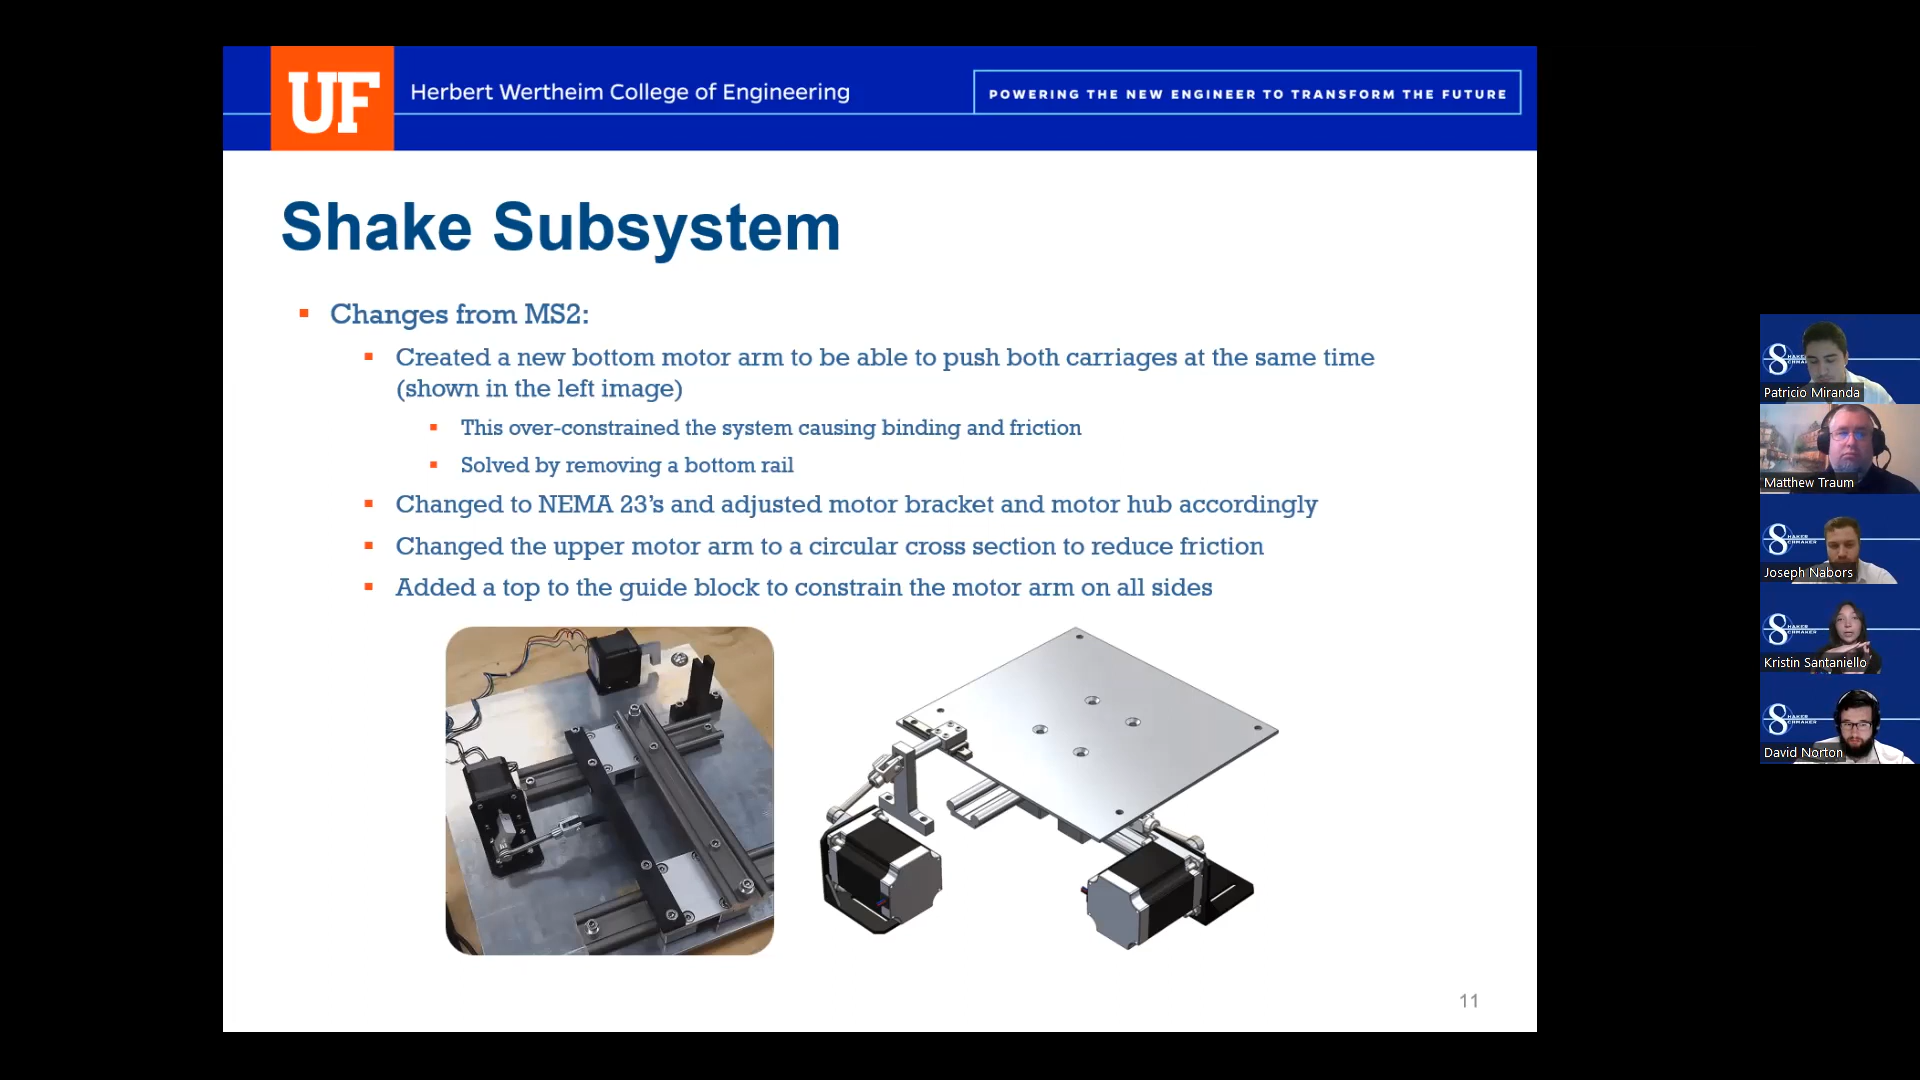 UF Herbert Wertheim College of Engineering
POWERING THE NEW ENGINEER TO TRANSFORM THE FUTURE
Shake Subsystem
Changes from MS2:
Created a new bottom motor arm to be able to push both carriages at the same time
(shown in the left image)
This over-constrained the system causing binding and friction
Solved by removing a bottom rail
Changed to NEMA 23’s and adjusted motor bracket and motor hub accordingly
Changed the upper motor arm to a circular cross section to reduce friction
Added a top to the guide block to constrain the motor arm on all sides
11
Patricio Miranda
Matthew Traum
Joseph Nabors
Kristin Santaniello
David Norton